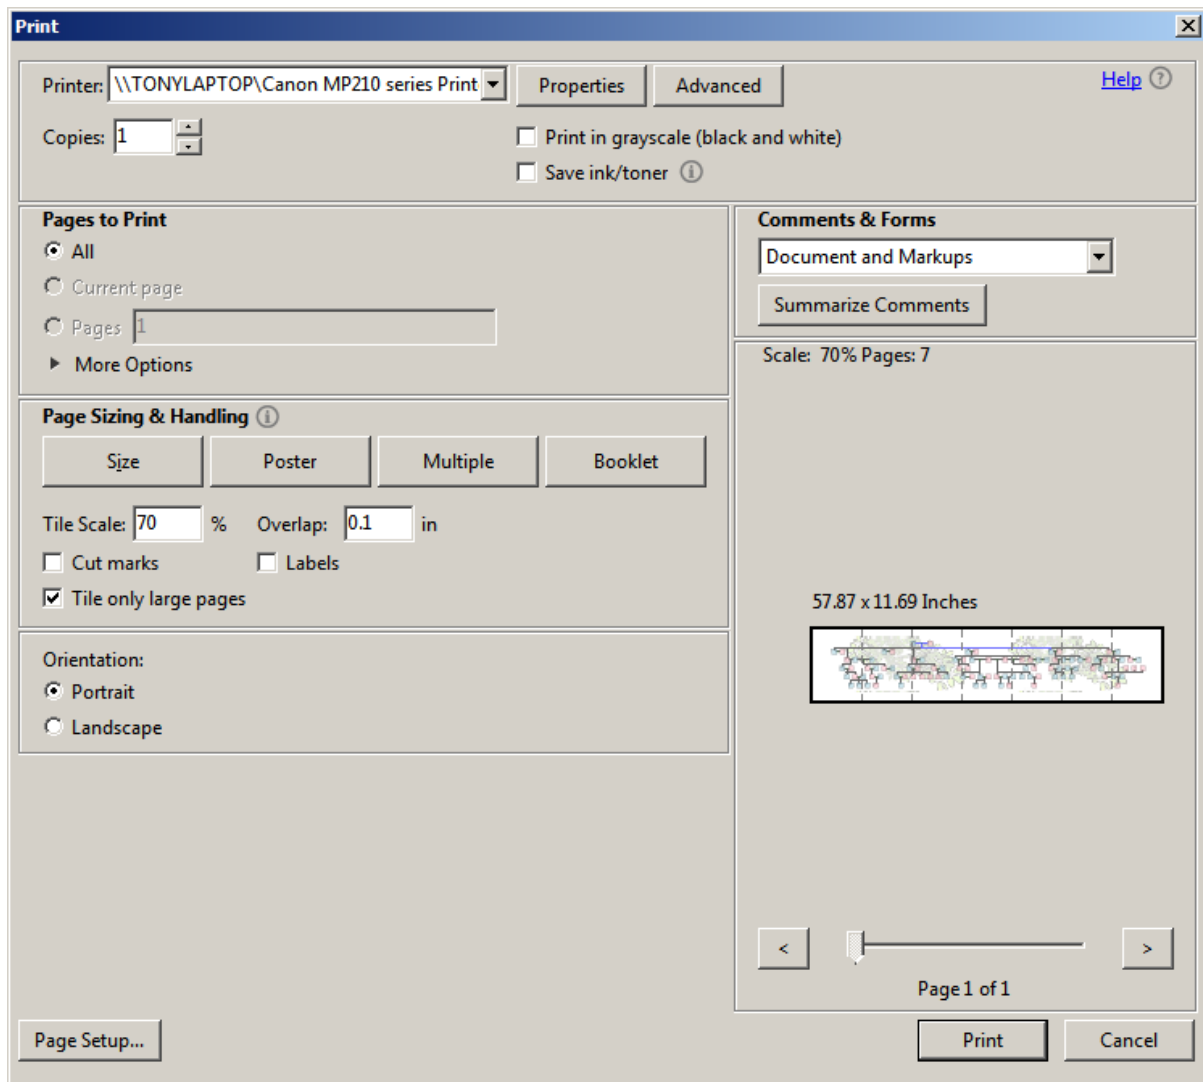 Print
Printer: \\TONYLAPTOP\Canon MP210 series Print Properties Advanced Help
Copies: 1 Print in grayscale (black and white)
Save ink/toner
Pages to Print
All
Current page
Pages 1
More Options
Comments & Forms
Document and Markups
Summarize Comments
Page Sizing & Handling
Size Poster Multiple Booklet
Tile Scale: 70 % Overlap: 0.1 in
Cut marks Labels
Tile only large pages
Orientation:
Portrait
Landscape
Scale: 70% Pages: 7
57.87 x 11.69 Inches
< >
Page 1 of 1
Page Setup... Print Cancel